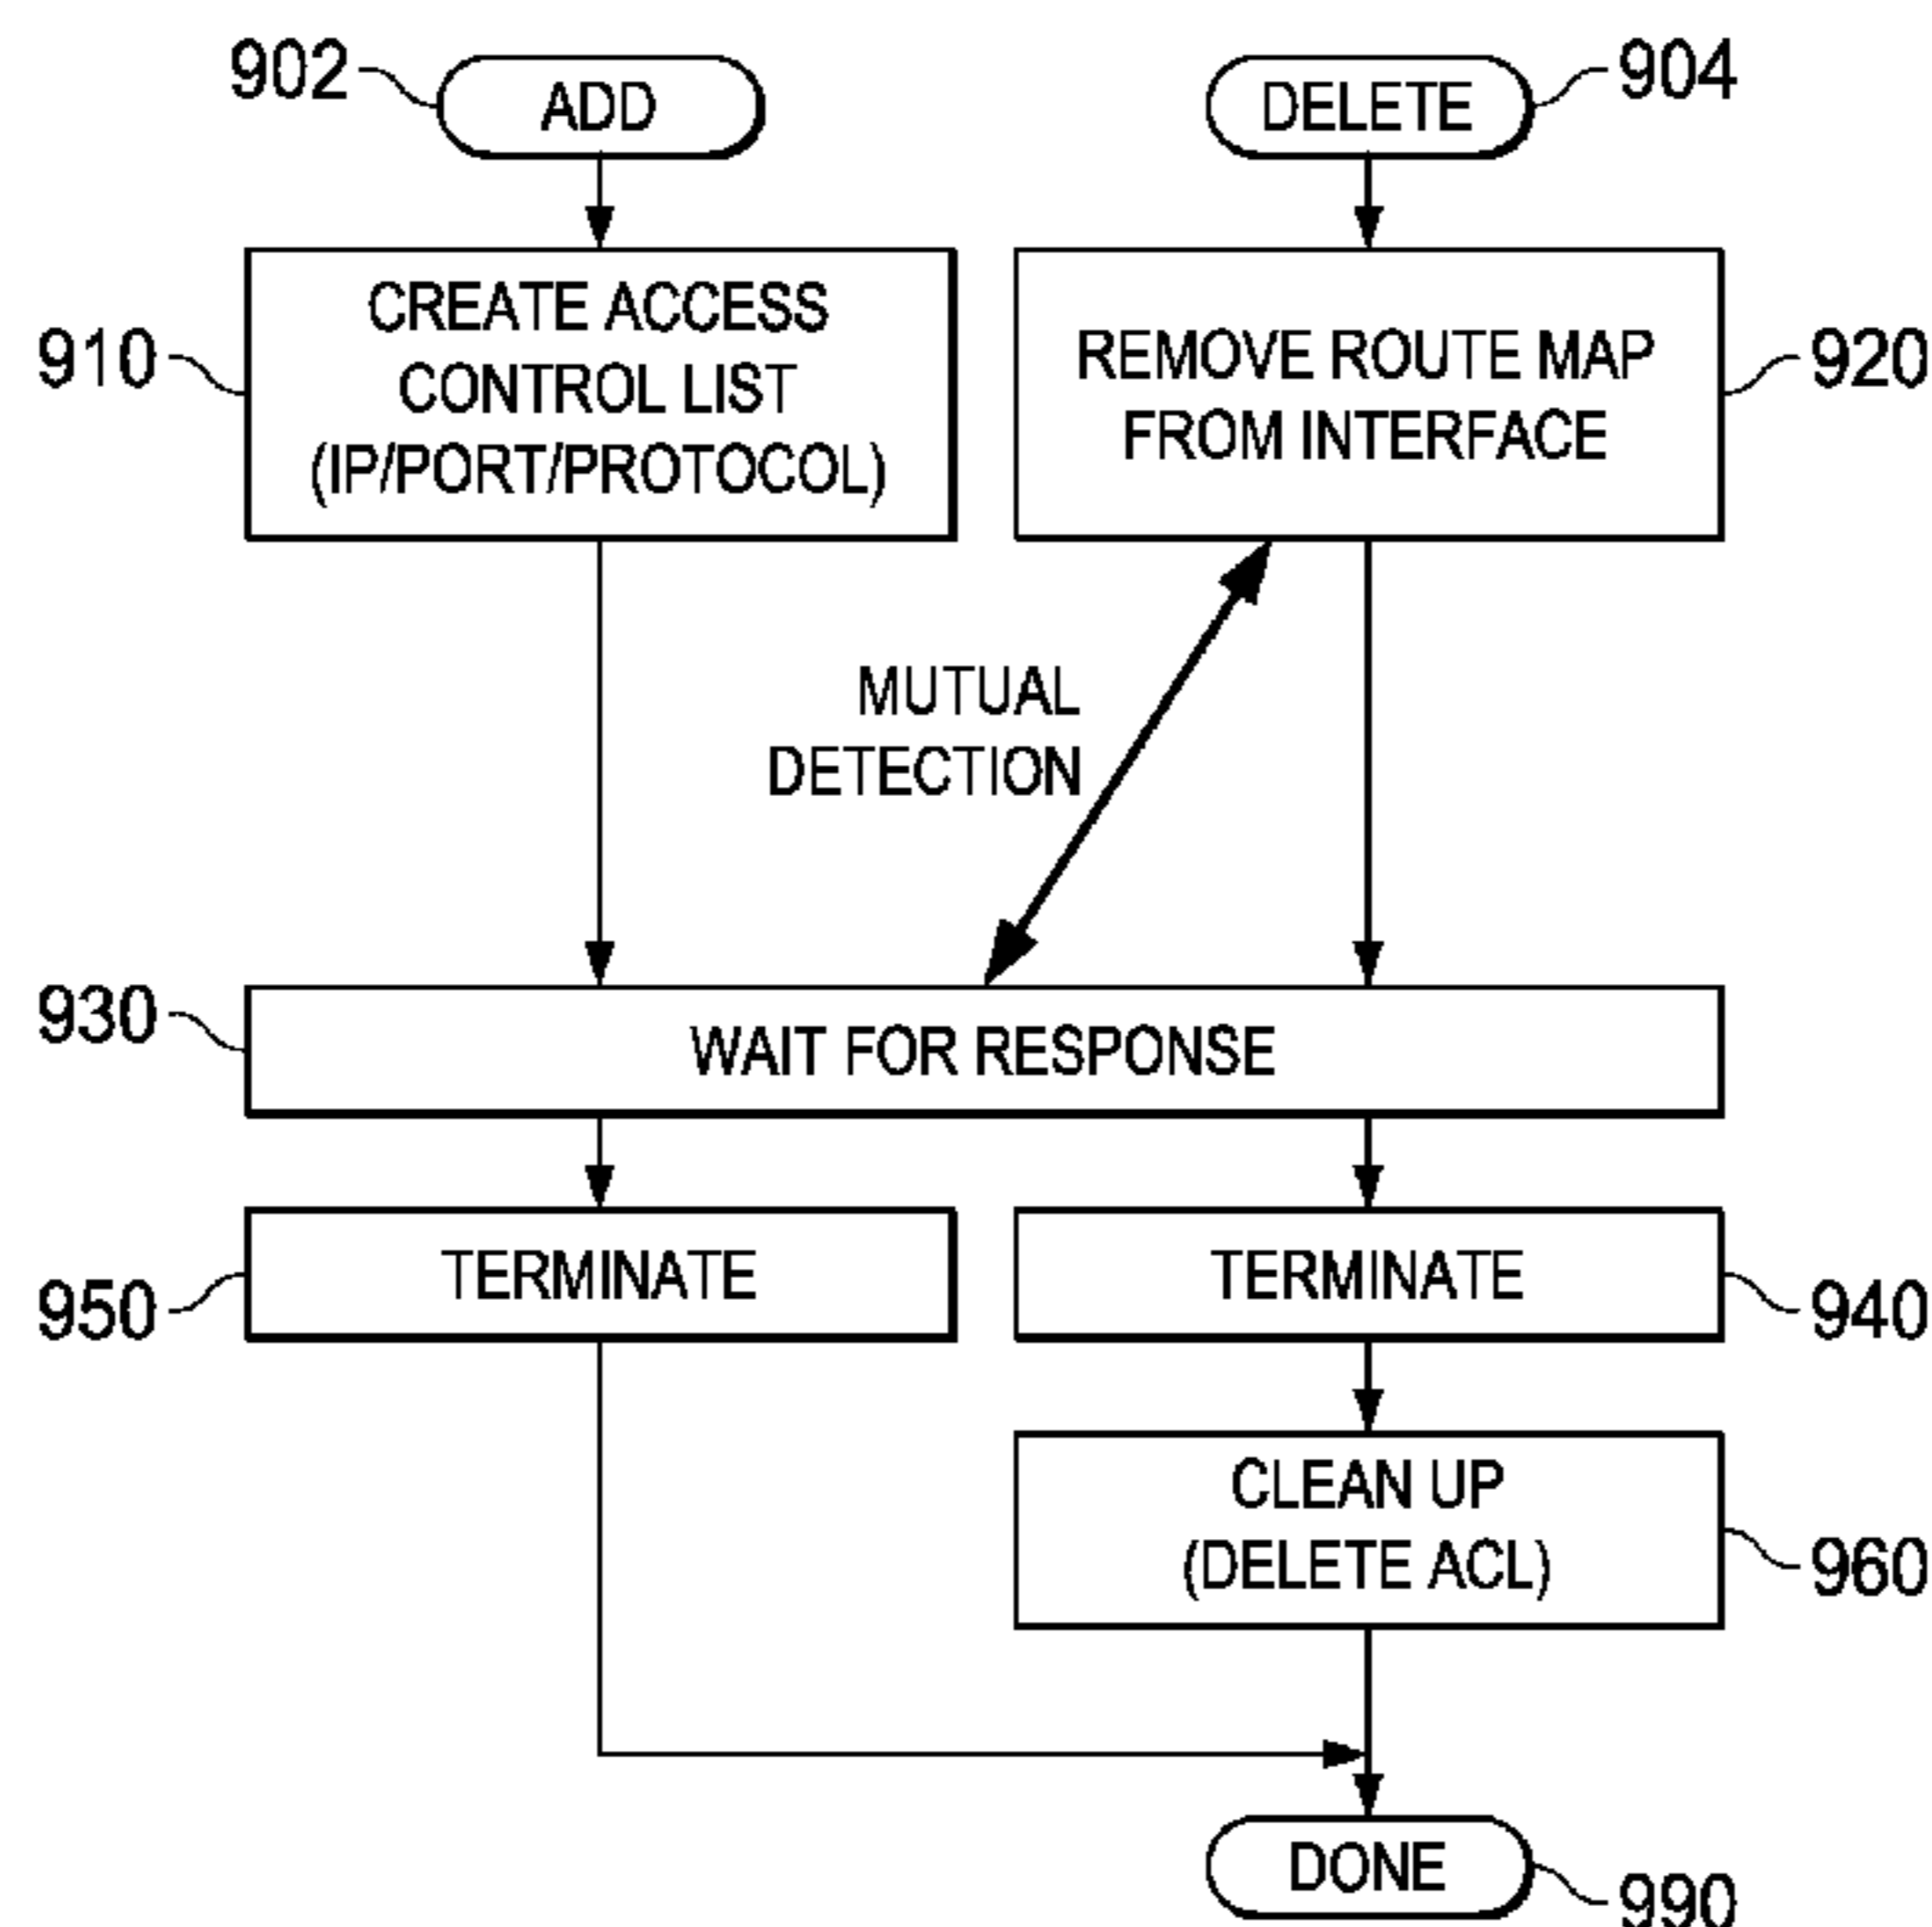 902
ADD
DELETE
904
910
CREATE ACCESS
CONTROL LIST
(IP/PORT/PROTOCOL)
REMOVE ROUTE MAP
FROM INTERFACE
920
MUTUAL
DETECTION
930
WAIT FOR RESPONSE
950
TERMINATE
TERMINATE
940
CLEAN UP
(DELETE ACL)
960
DONE
990